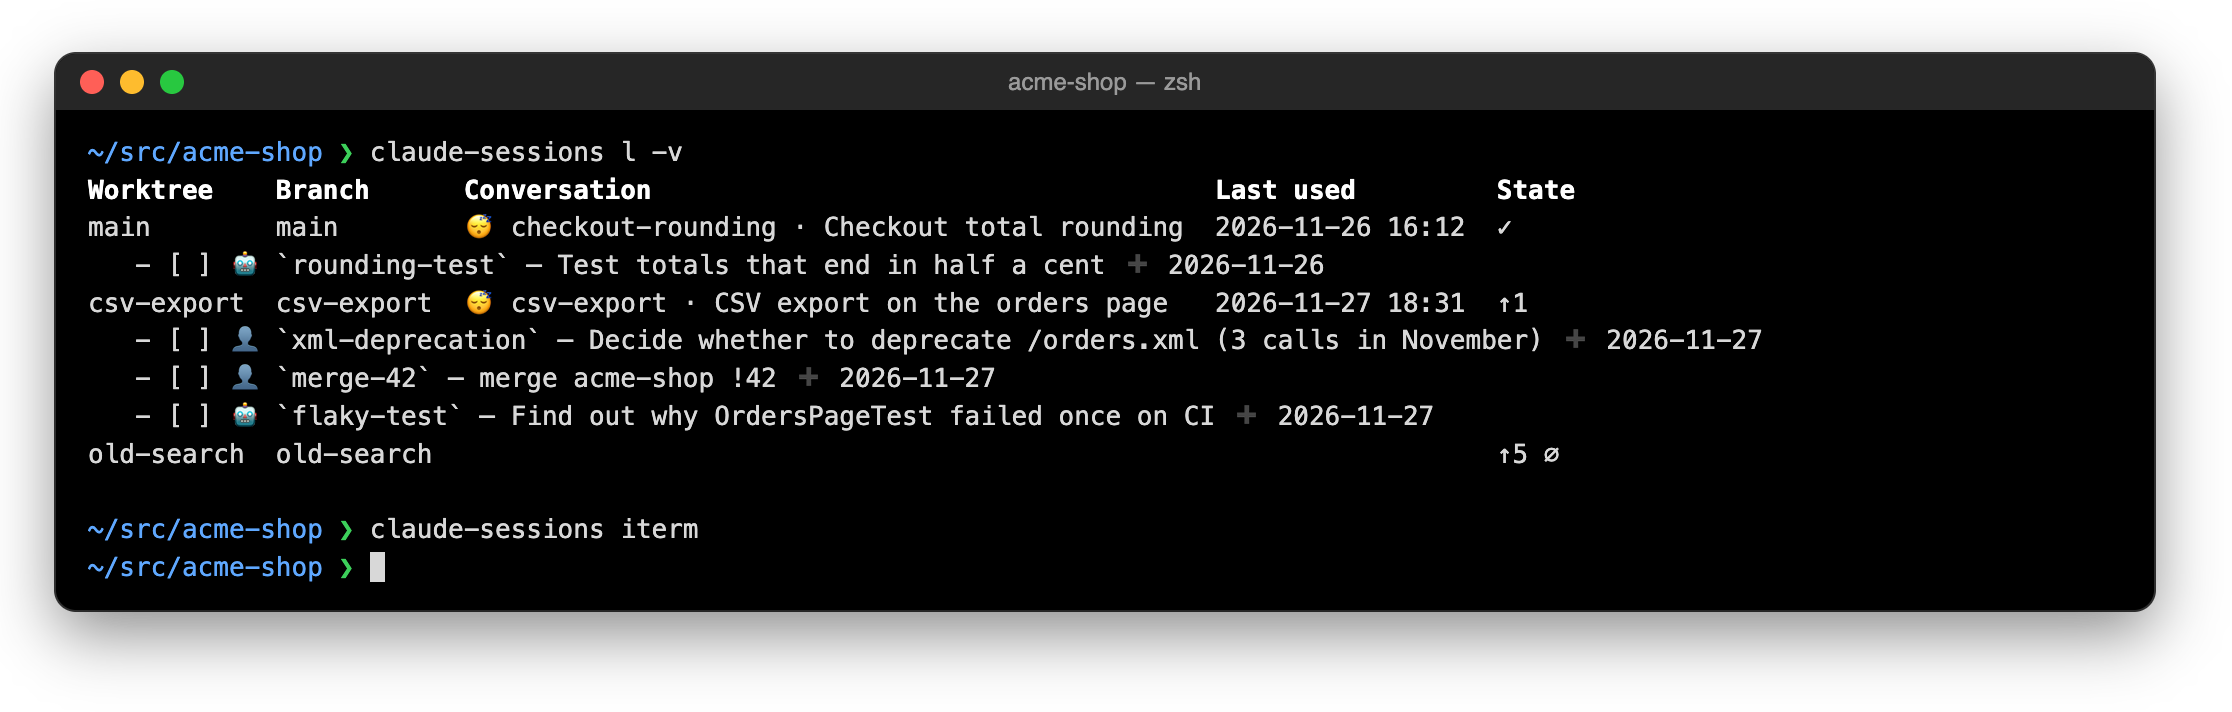 acme-shop — zsh
~/src/acme-shop ❯ claude-sessions l -v
Worktree    Branch      Conversation                                    Last used         State
main        main        😴 checkout-rounding · Checkout total rounding  2026-11-26 16:12  ✓
   - [ ] 🤖 `rounding-test` — Test totals that end in half a cent ➕ 2026-11-26
csv-export  csv-export  😴 csv-export · CSV export on the orders page   2026-11-27 18:31  ↑1
   - [ ] 👤 `xml-deprecation` — Decide whether to deprecate /orders.xml (3 calls in November) ➕ 2026-11-27
   - [ ] 👤 `merge-42` — merge acme-shop !42 ➕ 2026-11-27
   - [ ] 🤖 `flaky-test` — Find out why OrdersPageTest failed once on CI ➕ 2026-11-27
old-search  old-search                                                                    ↑5 ∅
~/src/acme-shop ❯ claude-sessions iterm
~/src/acme-shop ❯